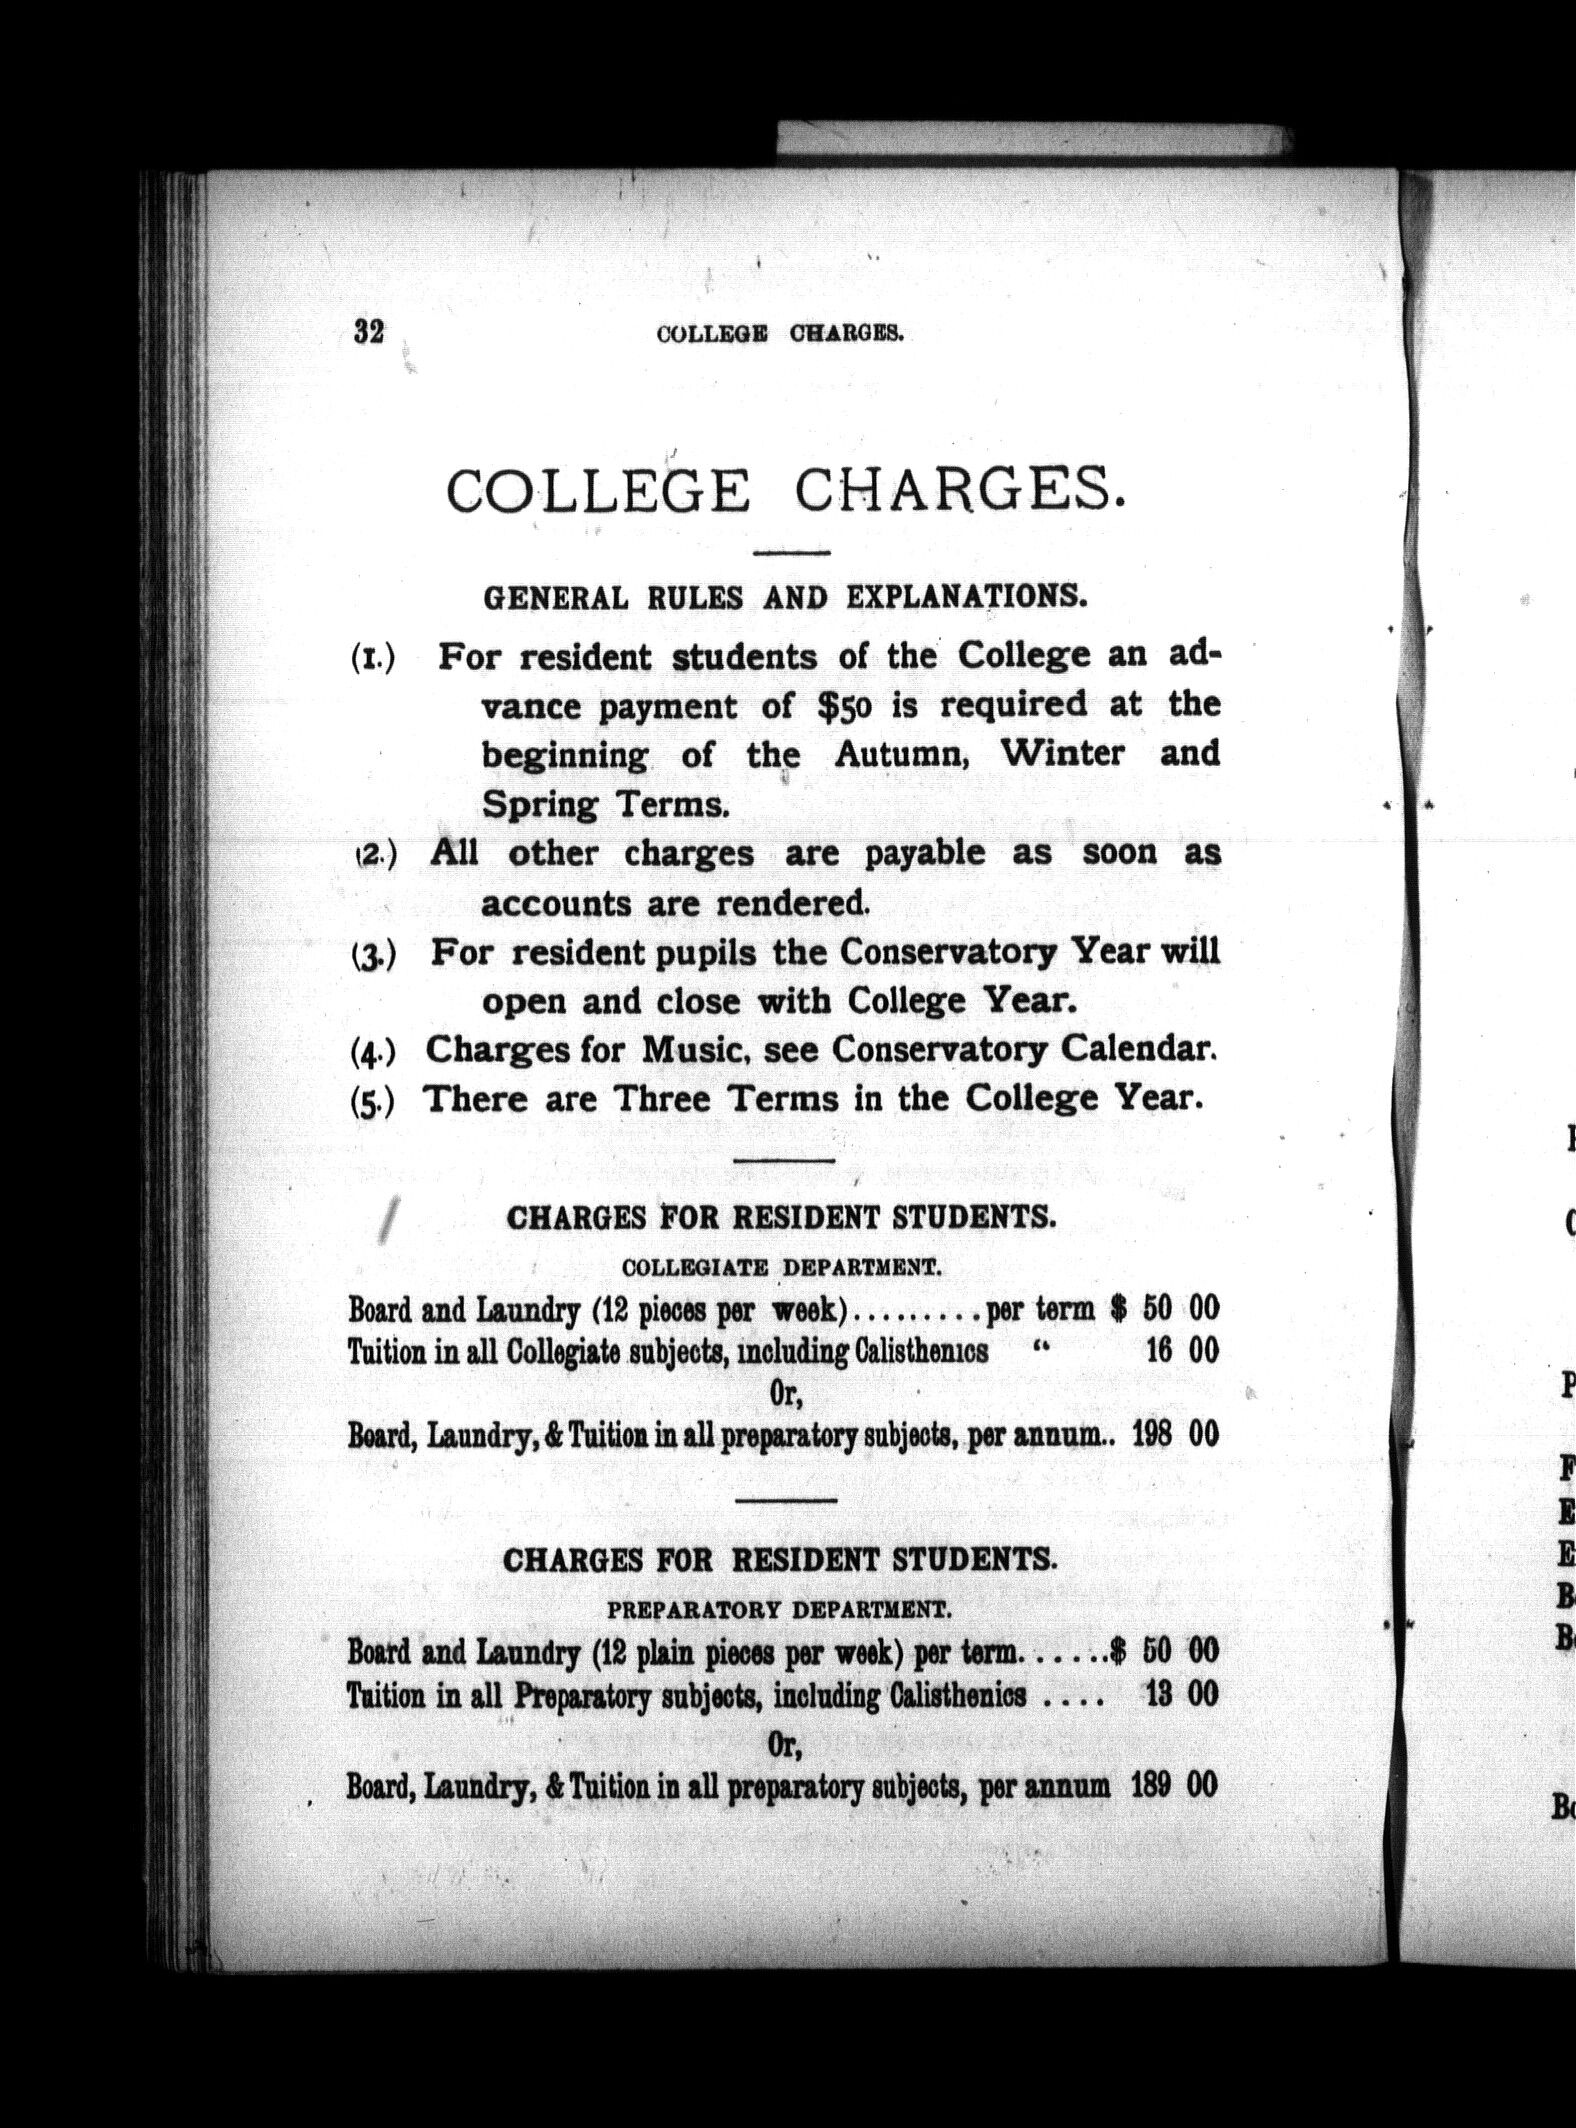 32 COLLEGE CHARGES.
COLLEGE CHARGES.
GENERAL RULES AND EXPLANATIONS.
(1.) For resident students of the College an ad-
vance payment of $50 is required at the
beginning of the Autumn, Winter and
Spring Terms.
(2.) All other charges are payable as soon as
accounts are rendered.
(3.) For resident pupils the Conservatory Year will
open and close with College Year.
(4.) Charges for Music, see Conservatory Calendar.
(5.) There are Three Terms in the College Year.
CHARGES FOR RESIDENT STUDENTS.
COLLEGIATE DEPARTMENT.
Board and Laundry (12 pieces per week).........per term $ 50 00
Tuition in all Collegiate subjects, including Calisthenics " 16 00
Or,
Board, Laundry, & Tuition in all preparatory subjects, per annum.. 198 00
CHARGES FOR RESIDENT STUDENTS.
PREPARATORY DEPARTMENT.
Board and Laundry (12 plain pieces per week) per term......$ 50 00
Tuition in all Preparatory subjects, including Calisthenics .... 13 00
Or,
Board, Laundry, & Tuition in all preparatory subjects, per annum 189 00